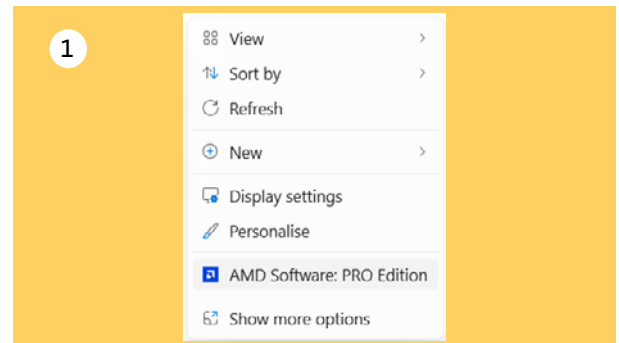 1
View
Sort by
Refresh
New
Display settings
Personalise
AMD Software: PRO Edition
Show more options